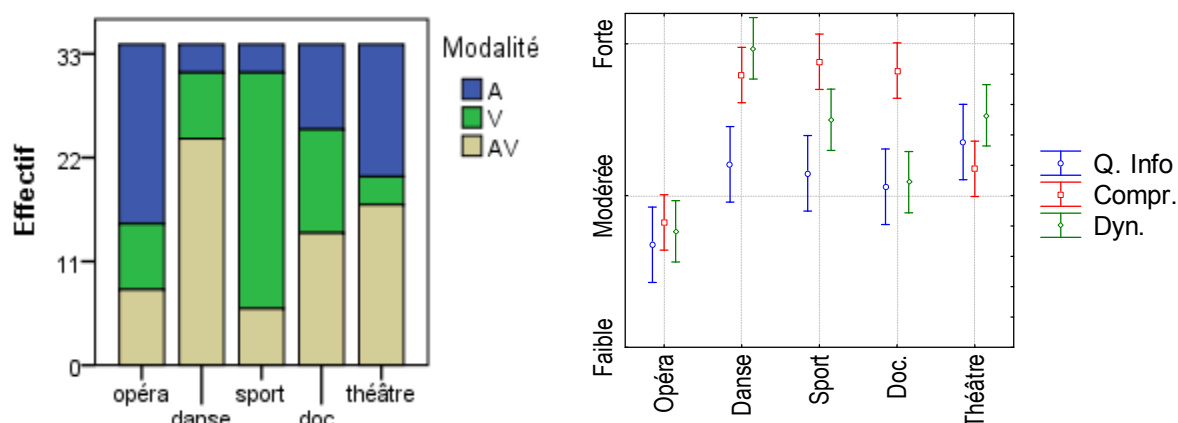 Effectif
33
22
11
0
opéra
danse
sport
doc
théâtre
Modalité
A
V
AV
Forte
Modérée
Faible
Opéra
Danse
Sport
Doc.
Théâtre
Q. Info
Compr.
Dyn.